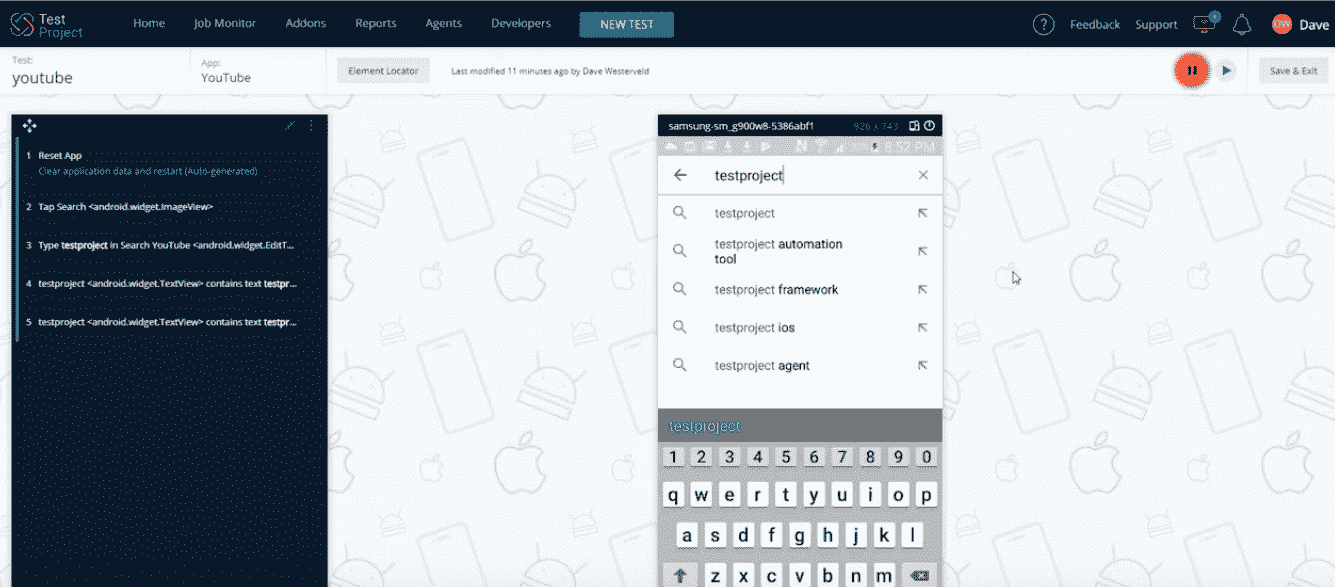 Test
Project
Home
Job Monitor
Addons
Reports
Agents
Developers
NEW TEST
?
Feedback
Support
DW
Dave
Test:
youtube
App:
YouTube
Element Locator
Last modified 11 minutes ago by Dave Westerveld
Save & Exit
1 Reset App
Clear application data and restart (Auto-generated)
2 Tap Search <android.widget.ImageView>
3 Type testproject in Search YouTube <android.widget.EditT...
4 testproject <android.widget.TextView> contains text testpr...
5 testproject <android.widget.TextView> contains text testpr...
samsung-sm_g900w8-5386abf1
926 x 743
8:52 PM
testproject
testproject
testproject automation
tool
testproject framework
testproject ios
testproject agent
testproject
1 2 3 4 5 6 7 8 9 0
q w e r t y u i o p
a s d f g h j k l
z x c v b n m